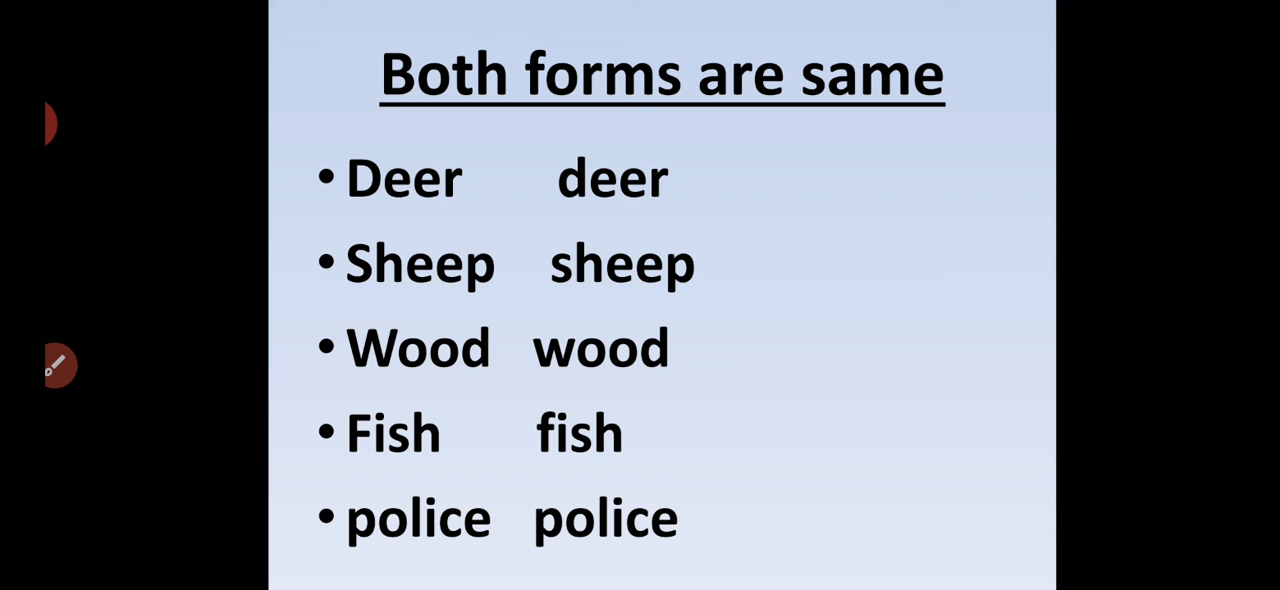 Both forms are same
• Deer deer
• Sheep sheep
• Wood wood
• Fish fish
• police police